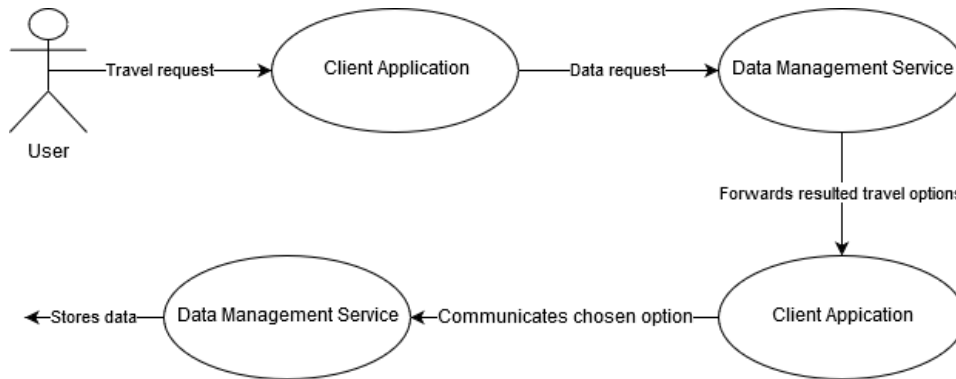 Travel request
Client Application
Data request
Data Management Service
User
Forwards resulted travel options
Stores data
Data Management Service
Communicates chosen option
Client Appication